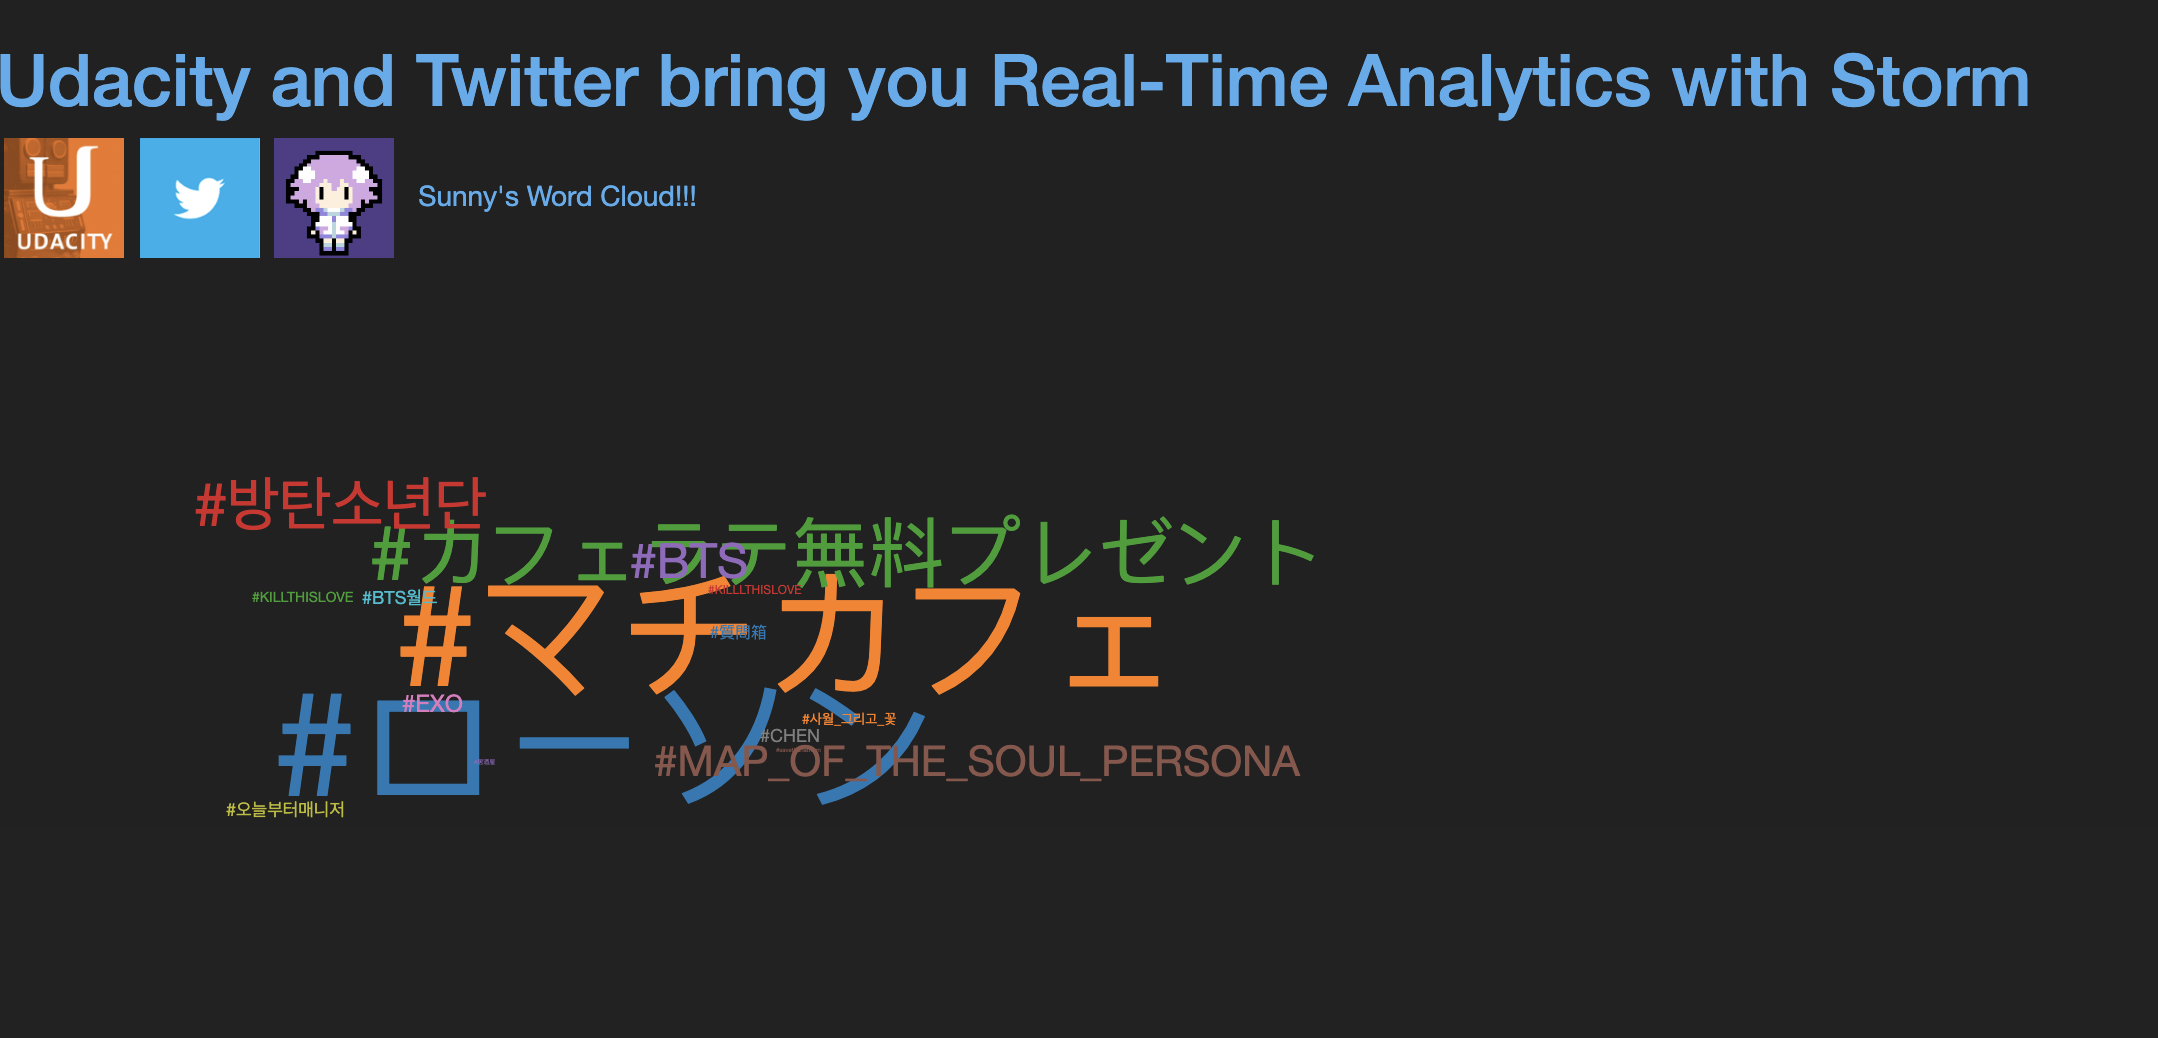 Udacity and Twitter bring you Real-Time Analytics with Storm
UDACITY
Sunny's Word Cloud!!!
#방탄소년단
#カフェラテ無料プレゼント
#BTS
#KILLTHISLOVE
#BTS월드
#KILLLTHISLOVE
#マチカフェ
#質問箱
#EXO
#ローソン
#사월_그리고_꽃
#CHEN
#MAP_OF_THE_SOUL_PERSONA
#오늘부터매니저